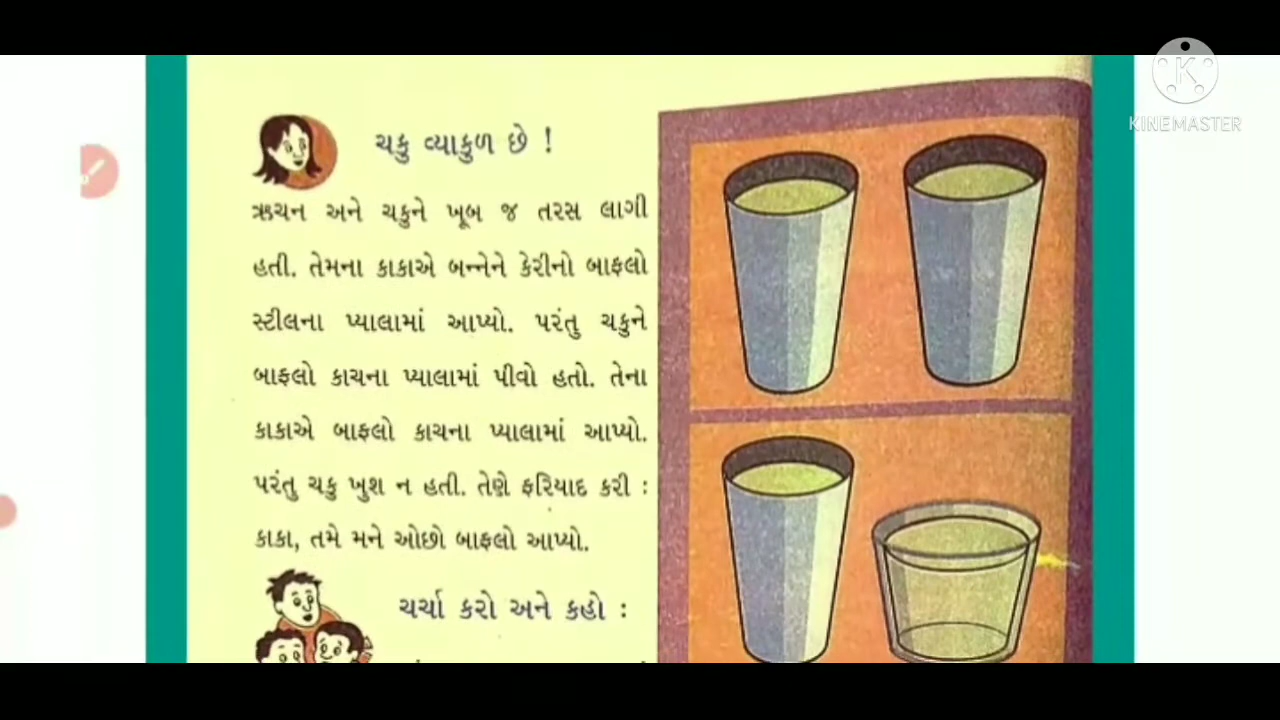 ચકુ વ્યાકુળ છે !
ઋચન અને ચકુને ખૂબ જ તરસ લાગી
હતી. તેમના કાકાએ બન્નેને કેરીનો બાફલો
સ્ટીલના પ્યાલામાં આપ્યો. પરંતુ ચકુને
બાફલો કાચના પ્યાલામાં પીવો હતો. તેના
કાકાએ બાફલો કાચના પ્યાલામાં આપ્યો.
પરંતુ ચકુ ખુશ ન હતી. તેણે ફરિયાદ કરી :
કાકા, તમે મને ઓછો બાફલો આપ્યો.
ચર્ચા કરો અને કહો :
KINEMASTER